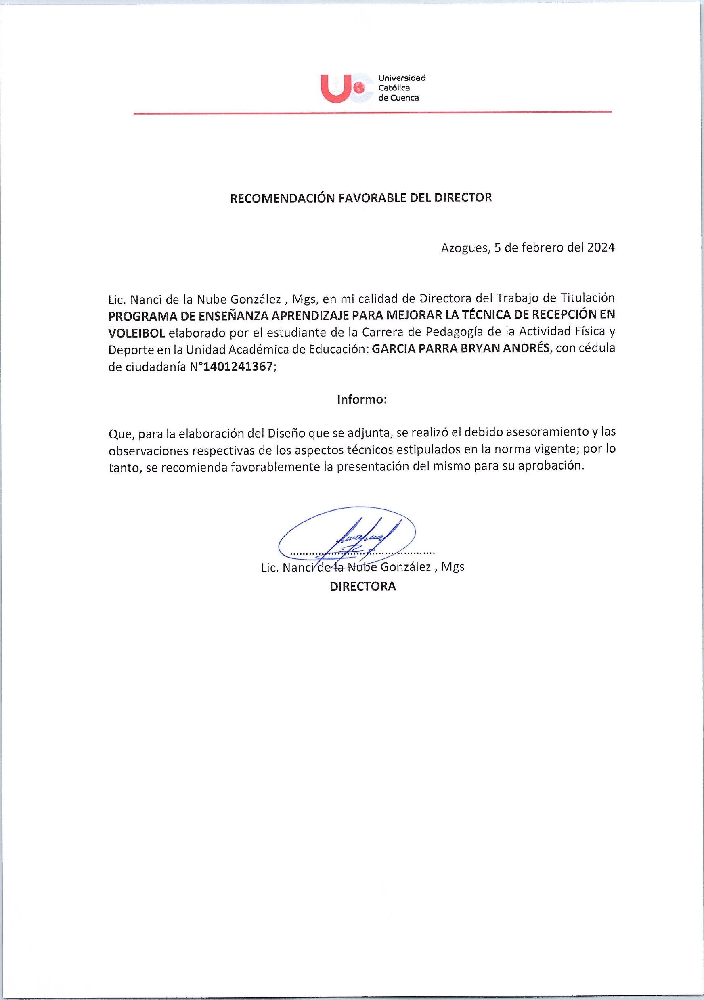 Universidad
Católica
de Cuenca
RECOMENDACIÓN FAVORABLE DEL DIRECTOR
Azogues, 5 de febrero del 2024
Lic. Nanci de la Nube González , Mgs, en mi calidad de Directora del Trabajo de Titulación
PROGRAMA DE ENSEÑANZA APRENDIZAJE PARA MEJORAR LA TÉCNICA DE RECEPCIÓN EN
VOLEIBOL elaborado por el estudiante de la Carrera de Pedagogía de la Actividad Física y
Deporte en la Unidad Académica de Educación: GARCIA PARRA BRYAN ANDRÉS, con cédula
de ciudadanía N°1401241367;
Informo:
Que, para la elaboración del Diseño que se adjunta, se realizó el debido asesoramiento y las
observaciones respectivas de los aspectos técnicos estipulados en la norma vigente; por lo
tanto, se recomienda favorablemente la presentación del mismo para su aprobación.
Lic. Nanci de la Nube González , Mgs
DIRECTORA